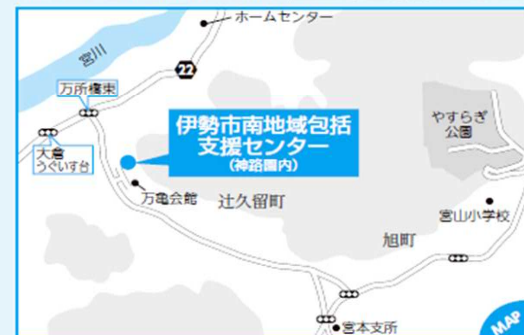 ホームセンター
宮川
22
万所橋東
伊勢市南地域包括
支援センター
(神路園内)
やすらぎ
公園
大倉
うぐいす台
万亀会館
辻久留町
宮山小学校
旭町
宮本支所
MAP